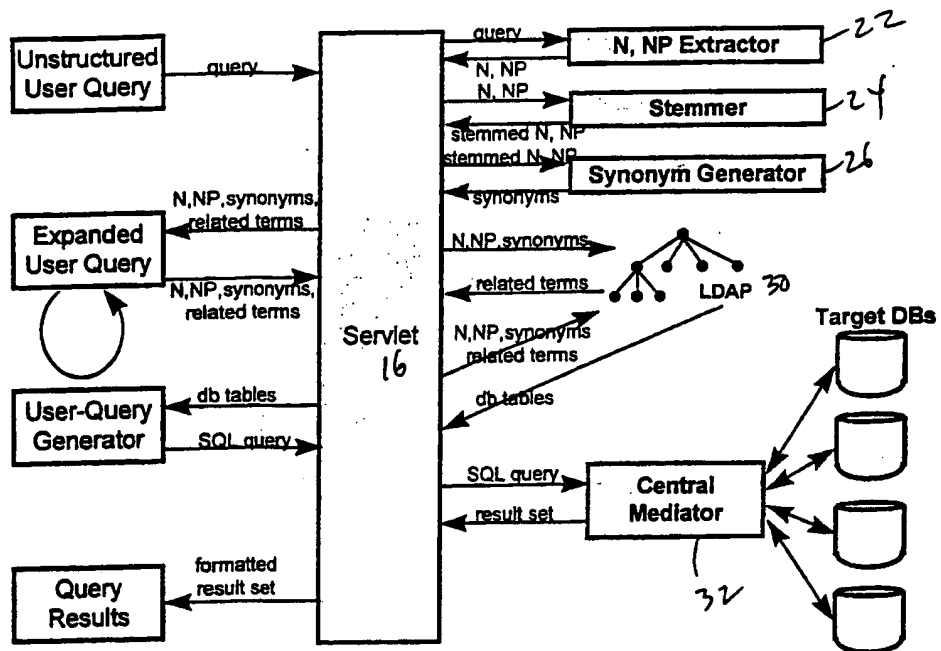 Unstructured
User Query
query
query
N, NP Extractor
22
N, NP
N, NP
Stemmer
24
stemmed N, NP
stemmed N, NP
Synonym Generator
26
synonyms
N,NP,synonyms,
related terms
Expanded
User Query
N,NP,synonyms,
related terms
N,NP,synonyms
related terms
LDAP 30
Servlet
16
N,NP,synonyms
related terms
Target DBs
db tables
db tables
User-Query
Generator
SQL query
SQL query
Central
Mediator
result set
32
formatted
result set
Query
Results